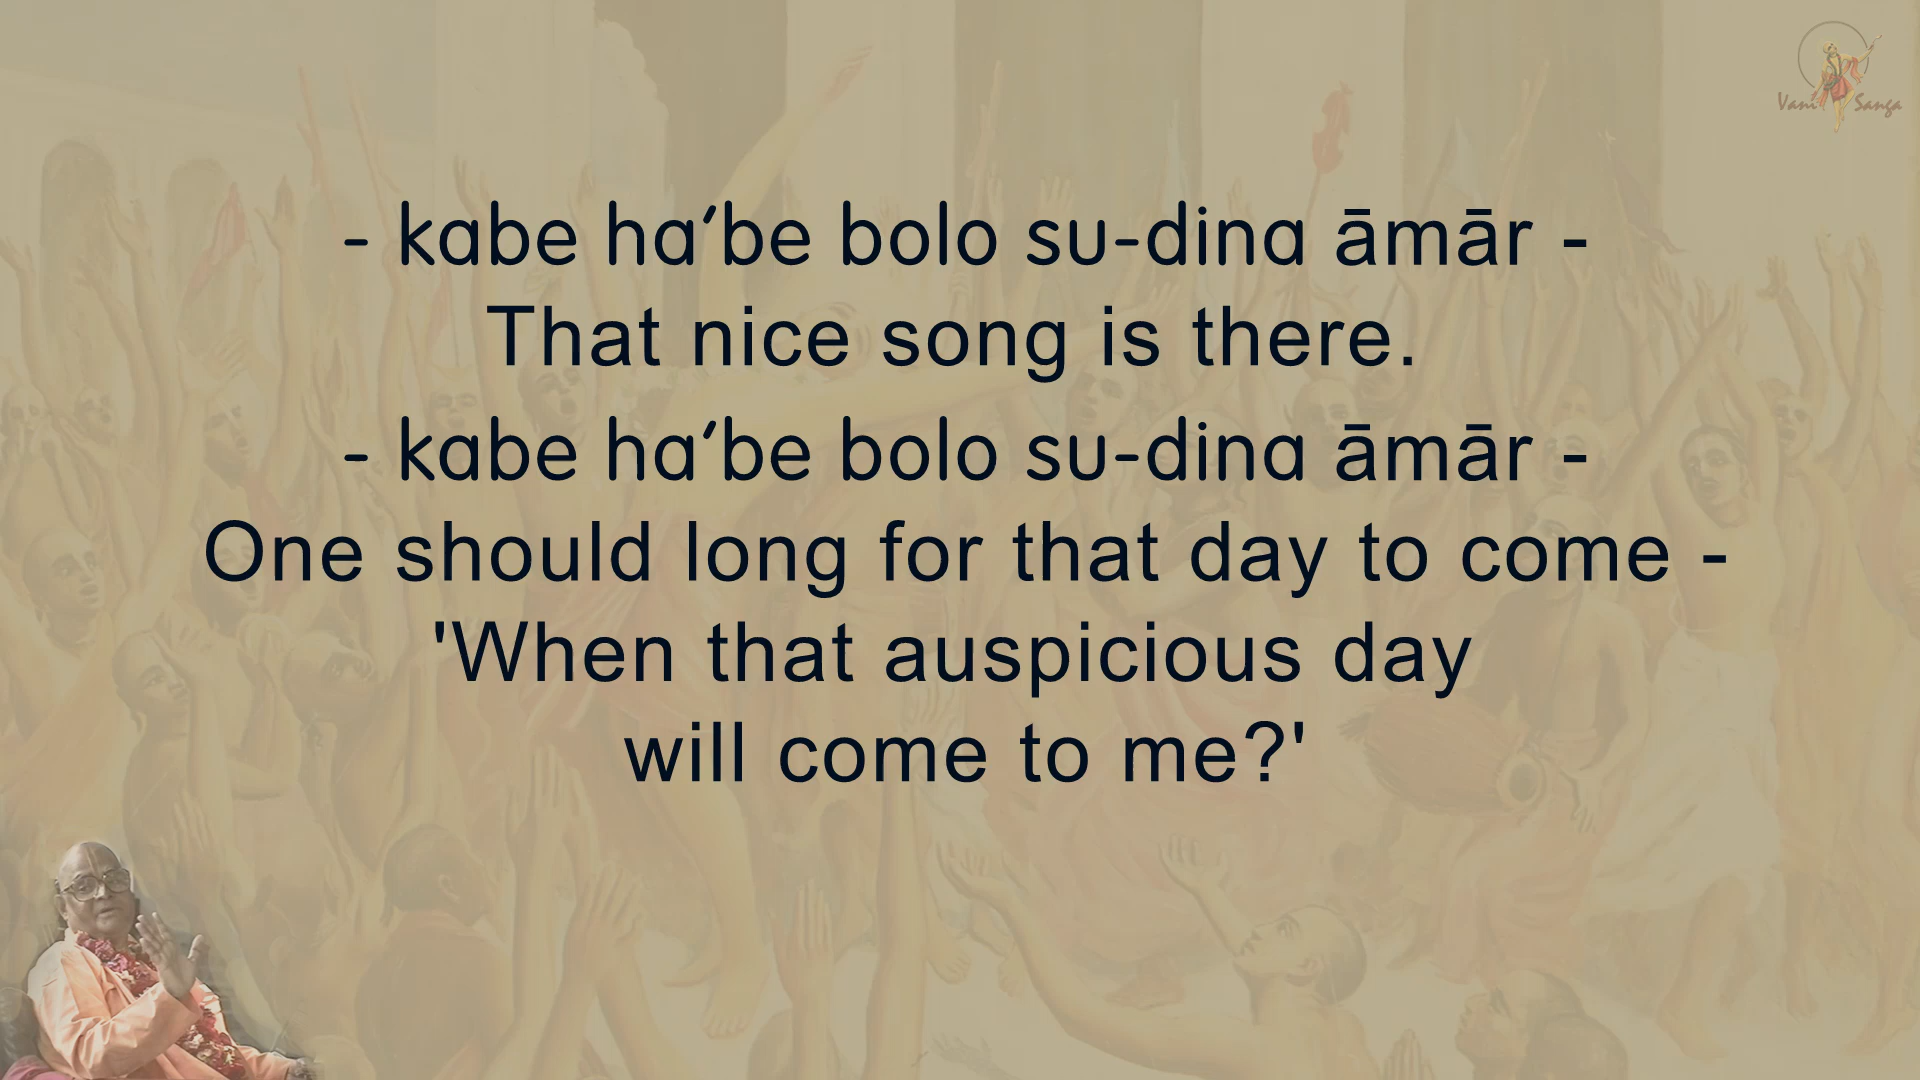 Vani Sanga
- kabe ha’be bolo su-dina āmār -
That nice song is there.
- kabe ha’be bolo su-dina āmār -
One should long for that day to come -
'When that auspicious day
will come to me?'